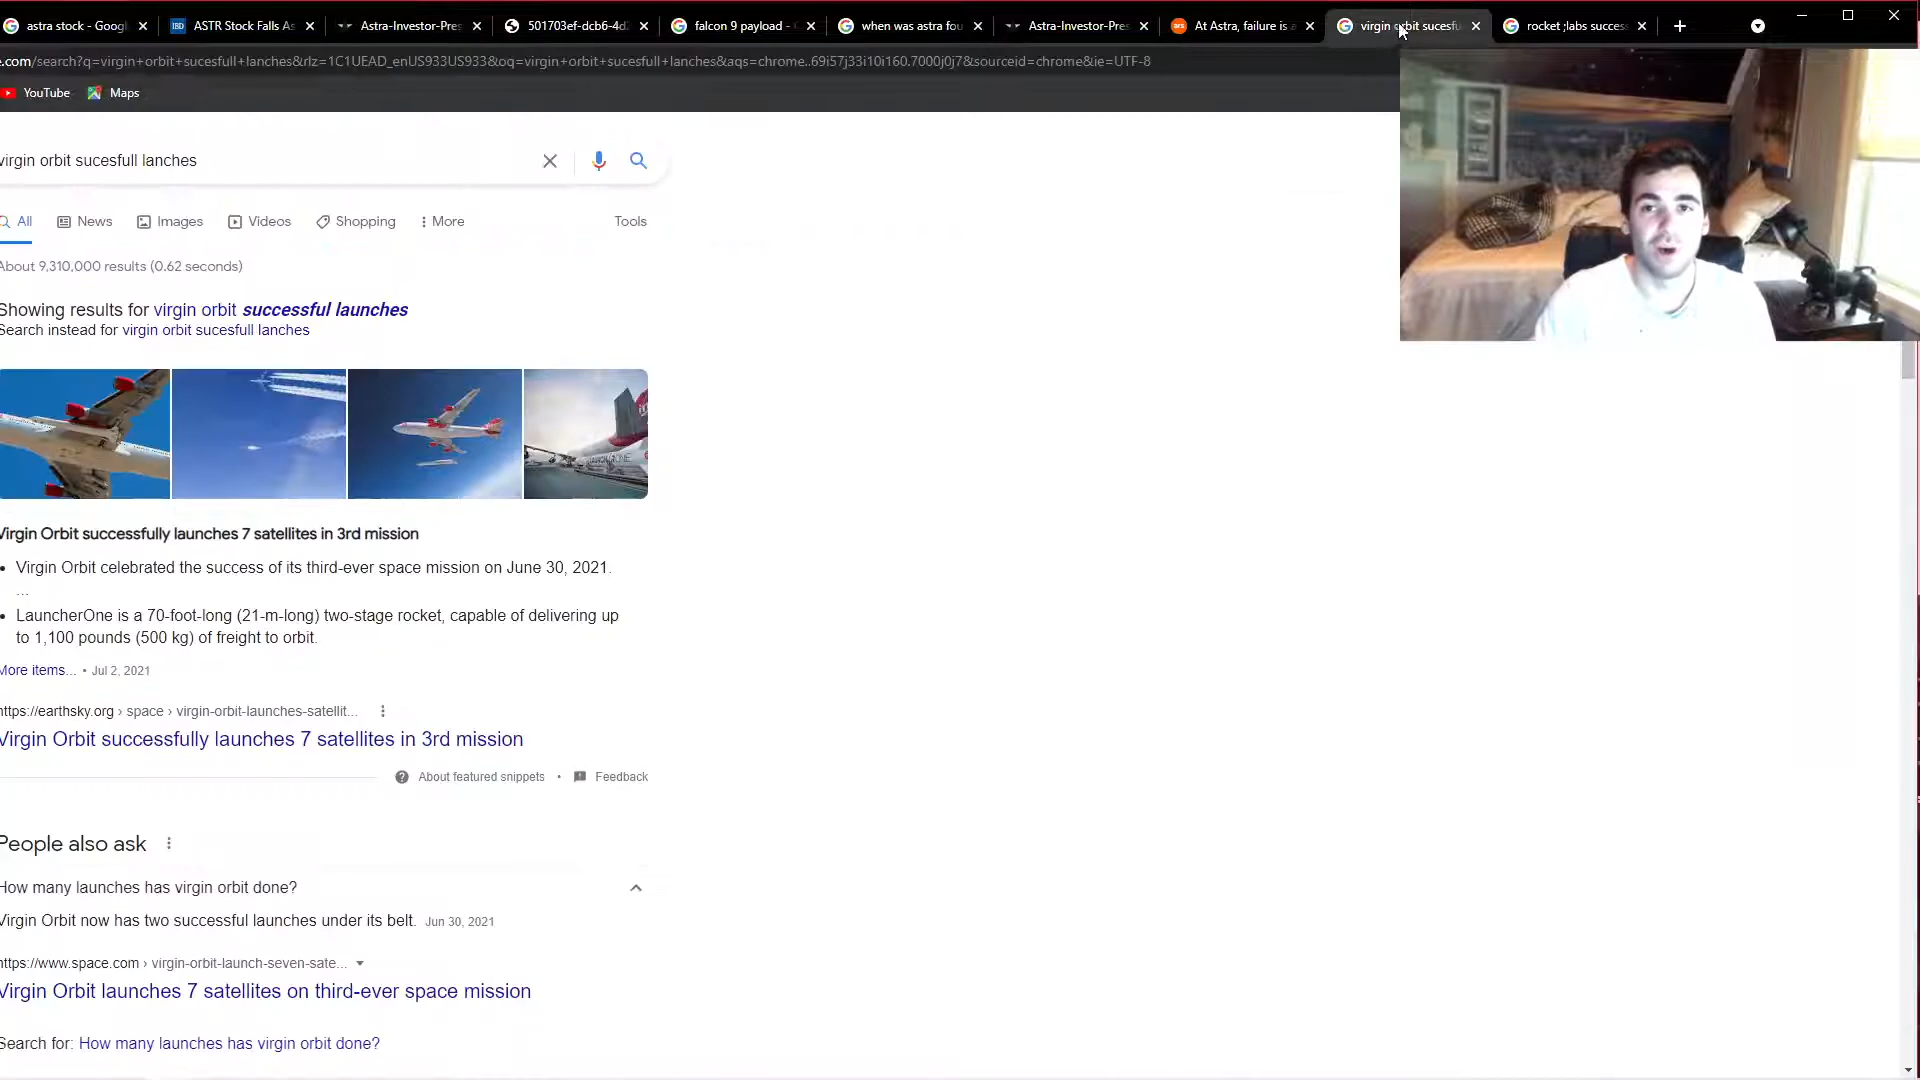 astra stock - Googl
ASTR Stock Falls As
Astra-Investor-Pres
501703ef-dcb6-4d
falcon 9 payload -
when was astra fou
Astra-Investor-Pres
At Astra, failure is a
virgin orbit sucesfu
rocket ;labs success
e.com/search?q=virgin+orbit+sucesfull+lanches&rlz=1C1UEAD_enUS933US933&oq=virgin+orbit+sucesfull+lanches&aqs=chrome..69i57j33i10i160.7000j0j7&sourceid=chrome&ie=UTF-8
YouTube Maps
virgin orbit sucesfull lanches
All News Images Videos Shopping More Tools
About 9,310,000 results (0.62 seconds)
Showing results for virgin orbit successful launches
Search instead for virgin orbit sucesfull lanches
Virgin Orbit successfully launches 7 satellites in 3rd mission
• Virgin Orbit celebrated the success of its third-ever space mission on June 30, 2021.
...
• LauncherOne is a 70-foot-long (21-m-long) two-stage rocket, capable of delivering up
to 1,100 pounds (500 kg) of freight to orbit.
More items... • Jul 2, 2021
https://earthsky.org › space › virgin-orbit-launches-satellit...
Virgin Orbit successfully launches 7 satellites in 3rd mission
About featured snippets • Feedback
People also ask
How many launches has virgin orbit done?
Virgin Orbit now has two successful launches under its belt. Jun 30, 2021
https://www.space.com › virgin-orbit-launch-seven-sate...
Virgin Orbit launches 7 satellites on third-ever space mission
Search for: How many launches has virgin orbit done?